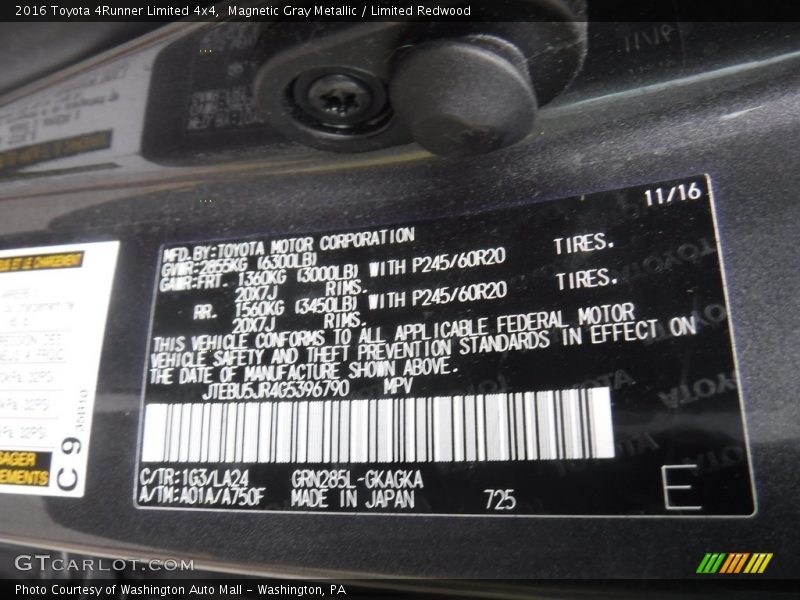 2016 Toyota 4Runner Limited 4x4, Magnetic Gray Metallic / Limited Redwood
11/16
MFD.BY:TOYOTA MOTOR CORPORATION
GVWR:2855KG (6300LB)
GAWR:FRT. 1360KG (3000LB) WITH P245/60R20 TIRES.
20X7J RIMS.
RR. 1560KG (3450LB) WITH P245/60R20 TIRES.
20X7J RIMS.
THIS VEHICLE CONFORMS TO ALL APPLICABLE FEDERAL MOTOR
VEHICLE SAFETY AND THEFT PREVENTION STANDARDS IN EFFECT ON
THE DATE OF MANUFACTURE SHOWN ABOVE.
JTEBU5JR4G5396790 MPV
C/TR:1G3/LA24 GRN285L-GKAGKA
A/TM:A01A/A750F MADE IN JAPAN 725
E
ET LE CHARGEMENT
C9
GTCARLOT.COM
Photo Courtesy of Washington Auto Mall - Washington, PA